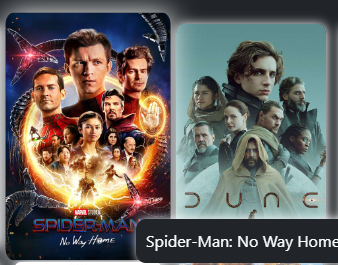 MARVEL STUDIOS
SPIDER-MAN
No Way Home
DUNE
Spider-Man: No Way Home